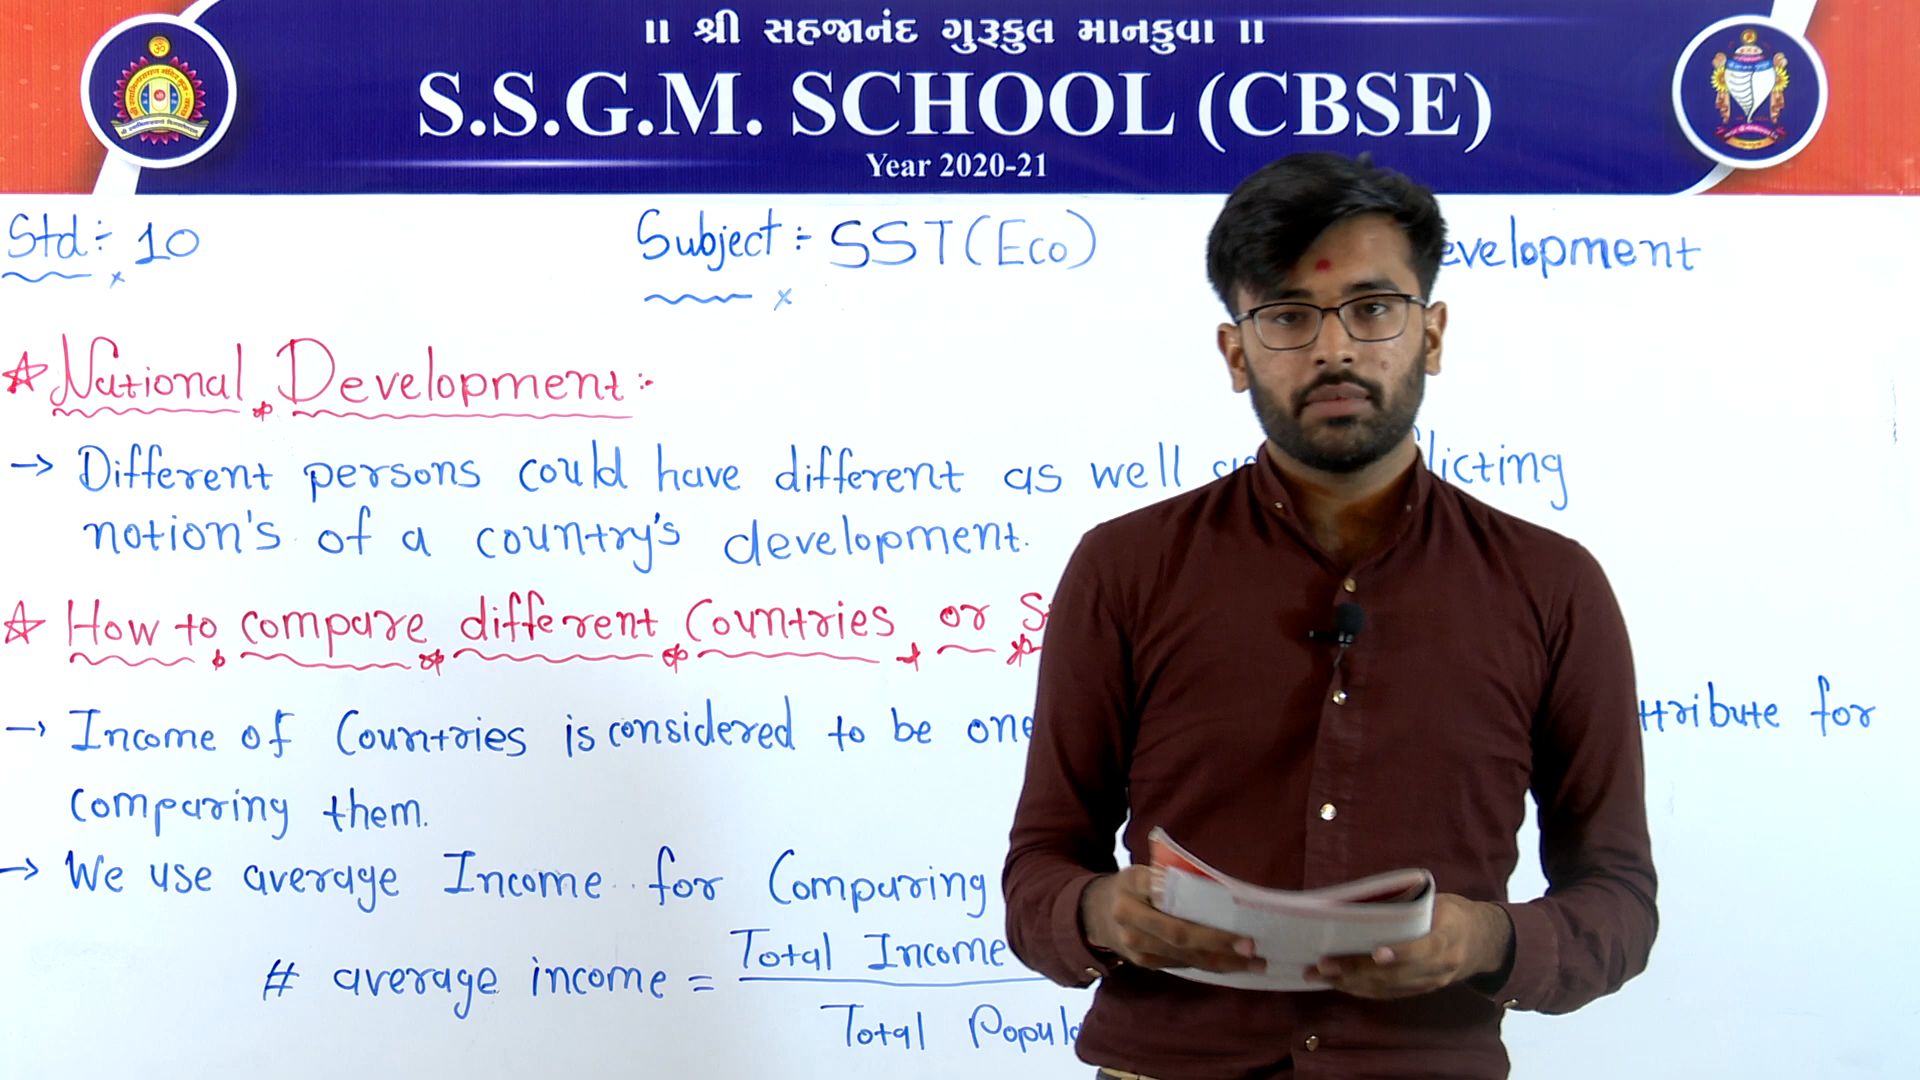 ॥ શ્રી સહજાનંદ ગુરૂકુલ માનકુવા ॥
S.S.G.M. SCHOOL (CBSE)
Year 2020-21
Std :- 10 Subject :- SST (Eco) evelopment
☆ National Development :-
→ Different persons could have different as well licting
notion's of a country's development.
☆ How to compare different Countries or S
→ Income of Countries is considered to be one ttribute for
comparing them.
→ We use average Income for Comparing
# average income = Total Income
Total Popul